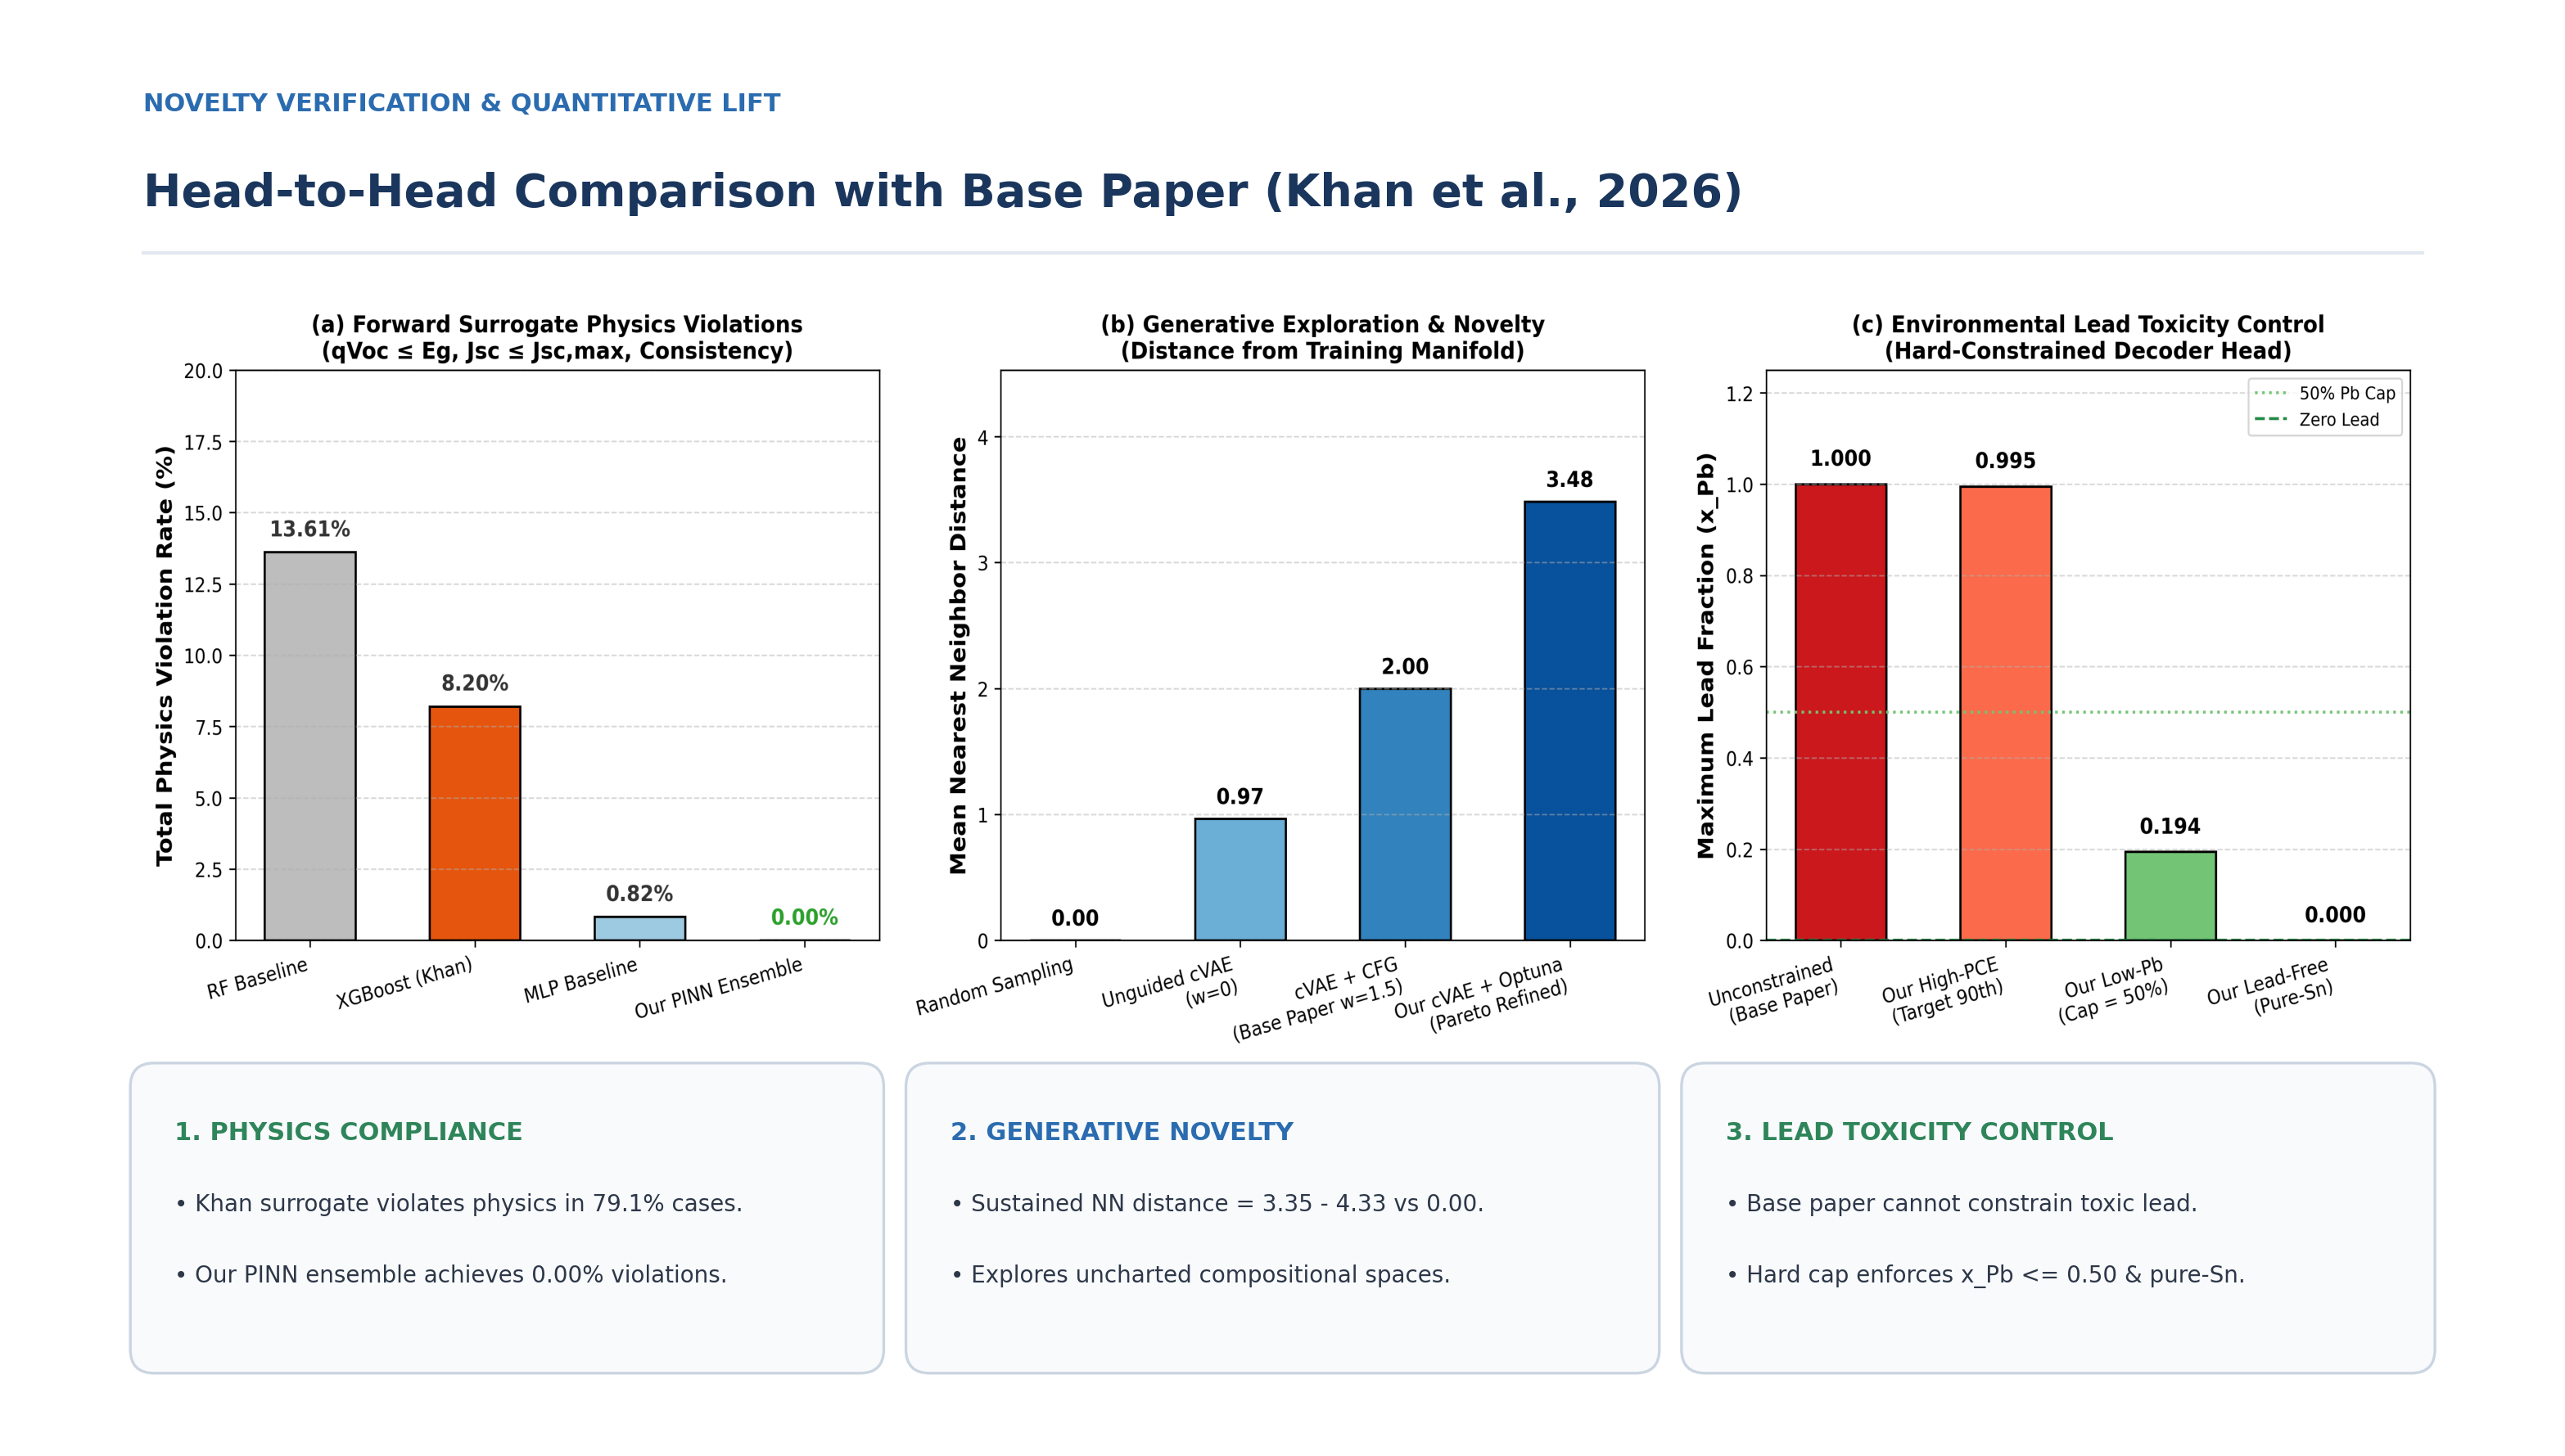 NOVELTY VERIFICATION & QUANTITATIVE LIFT
Head-to-Head Comparison with Base Paper (Khan et al., 2026)
(a) Forward Surrogate Physics Violations
(qVoc ≤ Eg, Jsc ≤ Jsc,max, Consistency)
Total Physics Violation Rate (%)
20.0
17.5
15.0
12.5
10.0
7.5
5.0
2.5
0.0
13.61%
8.20%
0.82%
0.00%
RF Baseline
XGBoost (Khan)
MLP Baseline
Our PINN Ensemble
(b) Generative Exploration & Novelty
(Distance from Training Manifold)
Mean Nearest Neighbor Distance
4
3
2
1
0
0.00
0.97
2.00
3.48
Random Sampling
Unguided cVAE
(w=0)
cVAE + CFG
(Base Paper w=1.5)
Our cVAE + Optuna
(Pareto Refined)
(c) Environmental Lead Toxicity Control
(Hard-Constrained Decoder Head)
Maximum Lead Fraction (x_Pb)
1.2
1.0
0.8
0.6
0.4
0.2
0.0
50% Pb Cap
Zero Lead
1.000
0.995
0.194
0.000
Unconstrained
(Base Paper)
Our High-PCE
(Target 90th)
Our Low-Pb
(Cap = 50%)
Our Lead-Free
(Pure-Sn)
1. PHYSICS COMPLIANCE
• Khan surrogate violates physics in 79.1% cases.
• Our PINN ensemble achieves 0.00% violations.
2. GENERATIVE NOVELTY
• Sustained NN distance = 3.35 - 4.33 vs 0.00.
• Explores uncharted compositional spaces.
3. LEAD TOXICITY CONTROL
• Base paper cannot constrain toxic lead.
• Hard cap enforces x_Pb <= 0.50 & pure-Sn.